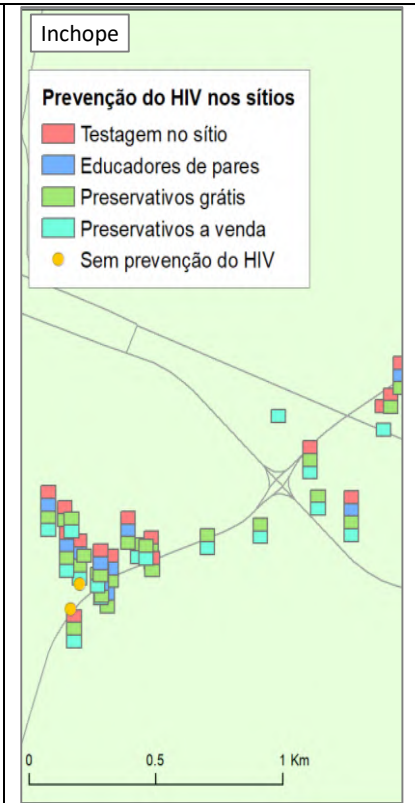 Inchope
Prevenção do HIV nos sítios
Testagem no sítio
Educadores de pares
Preservativos grátis
Preservativos a venda
Sem prevenção do HIV
0 0.5 1 Km